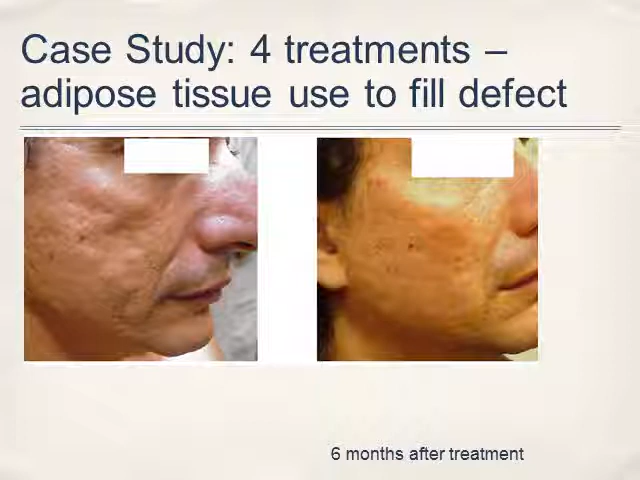 Case Study: 4 treatments –
adipose tissue use to fill defect
6 months after treatment